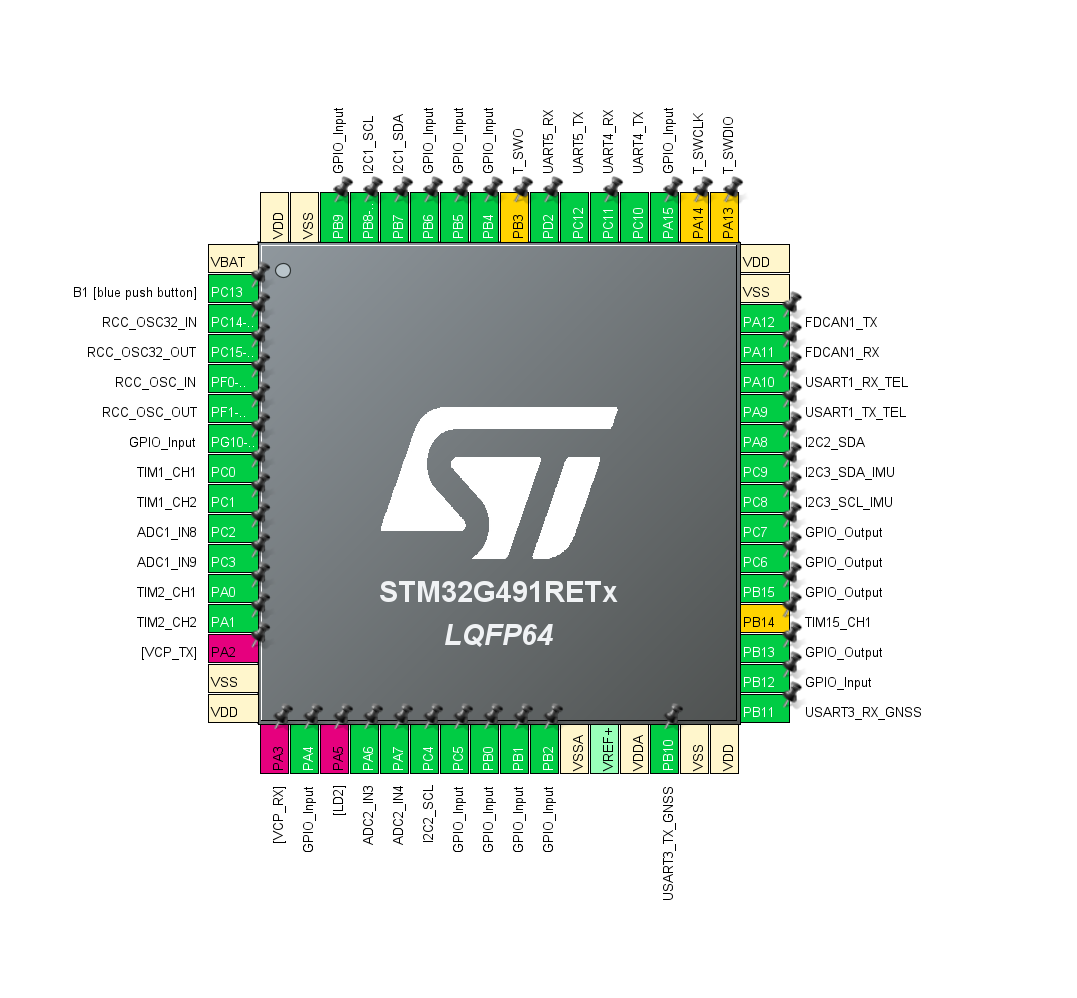 GPIO_Input
I2C1_SCL
I2C1_SDA
GPIO_Input
GPIO_Input
GPIO_Input
T_SWO
UART5_RX
UART5_TX
UART4_RX
UART4_TX
GPIO_Input
T_SWCLK
T_SWDIO
VDD
VSS
PB9
PB8-..
PB7
PB6
PB5
PB4
PB3
PD2
PC12
PC11
PC10
PA15
PA14
PA13
VBAT
B1 [blue push button] PC13
RCC_OSC32_IN PC14-..
RCC_OSC32_OUT PC15-..
RCC_OSC_IN PF0-..
RCC_OSC_OUT PF1-..
GPIO_Input PG10-..
TIM1_CH1 PC0
TIM1_CH2 PC1
ADC1_IN8 PC2
ADC1_IN9 PC3
TIM2_CH1 PA0
TIM2_CH2 PA1
[VCP_TX] PA2
VSS
VDD
ST
STM32G491RETx
LQFP64
VDD
VSS
PA12 FDCAN1_TX
PA11 FDCAN1_RX
PA10 USART1_RX_TEL
PA9 USART1_TX_TEL
PA8 I2C2_SDA
PC9 I2C3_SDA_IMU
PC8 I2C3_SCL_IMU
PC7 GPIO_Output
PC6 GPIO_Output
PB15 GPIO_Output
PB14 TIM15_CH1
PB13 GPIO_Output
PB12 GPIO_Input
PB11 USART3_RX_GNSS
PA3
PA4
PA5
PA6
PA7
PC4
PC5
PB0
PB1
PB2
VSSA
VREF+
VDDA
PB10
VSS
VDD
[VCP_RX]
GPIO_Input
[LD2]
ADC2_IN3
ADC2_IN4
I2C2_SCL
GPIO_Input
GPIO_Input
GPIO_Input
GPIO_Input
USART3_TX_GNSS